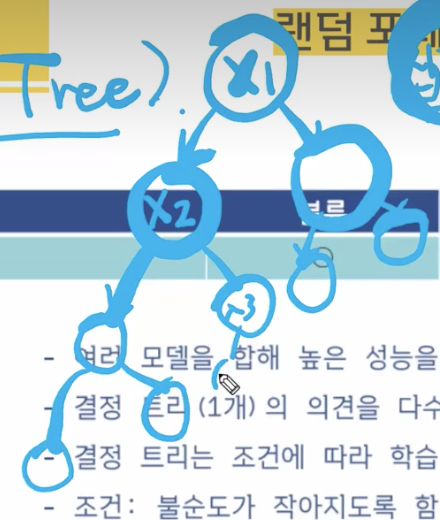 랜덤 포
Tree)
X1
X2
분류
X3
- 여러 모델을 합해 높은 성능을
- 결정 트리(1개)의 의견을 다수
- 결정 트리는 조건에 따라 학습
- 조건: 불순도가 작아지도록 함